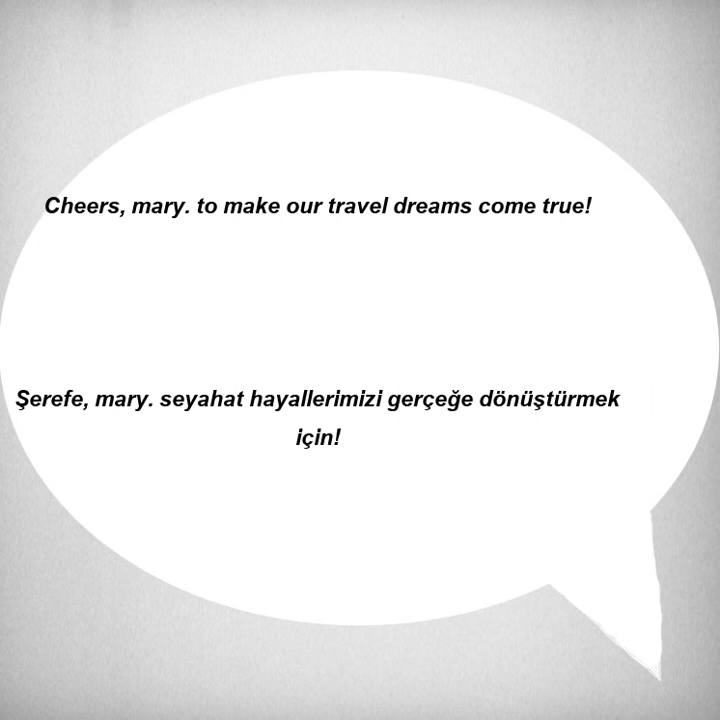 Cheers, mary. to make our travel dreams come true!
Şerefe, mary. seyahat hayallerimizi gerçeğe dönüştürmek
için!